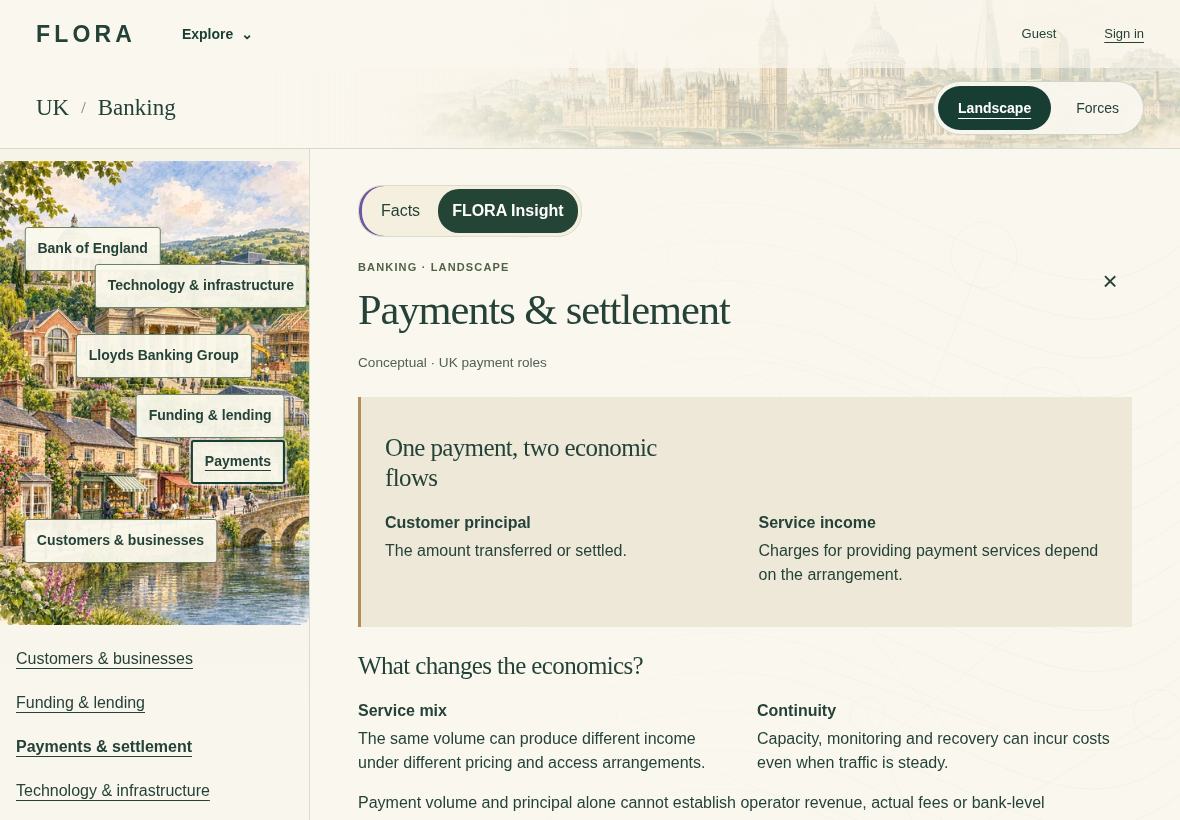 FLORA
Explore
Guest
Sign in
UK / Banking
Landscape
Forces
Bank of England
Technology & infrastructure
Lloyds Banking Group
Funding & lending
Payments
Customers & businesses
Customers & businesses
Funding & lending
Payments & settlement
Technology & infrastructure
Facts
FLORA Insight
BANKING · LANDSCAPE
Payments & settlement
Conceptual · UK payment roles
One payment, two economic
flows
Customer principal
The amount transferred or settled.
Service income
Charges for providing payment services depend
on the arrangement.
What changes the economics?
Service mix
The same volume can produce different income
under different pricing and access arrangements.
Continuity
Capacity, monitoring and recovery can incur costs
even when traffic is steady.
Payment volume and principal alone cannot establish operator revenue, actual fees or bank-level